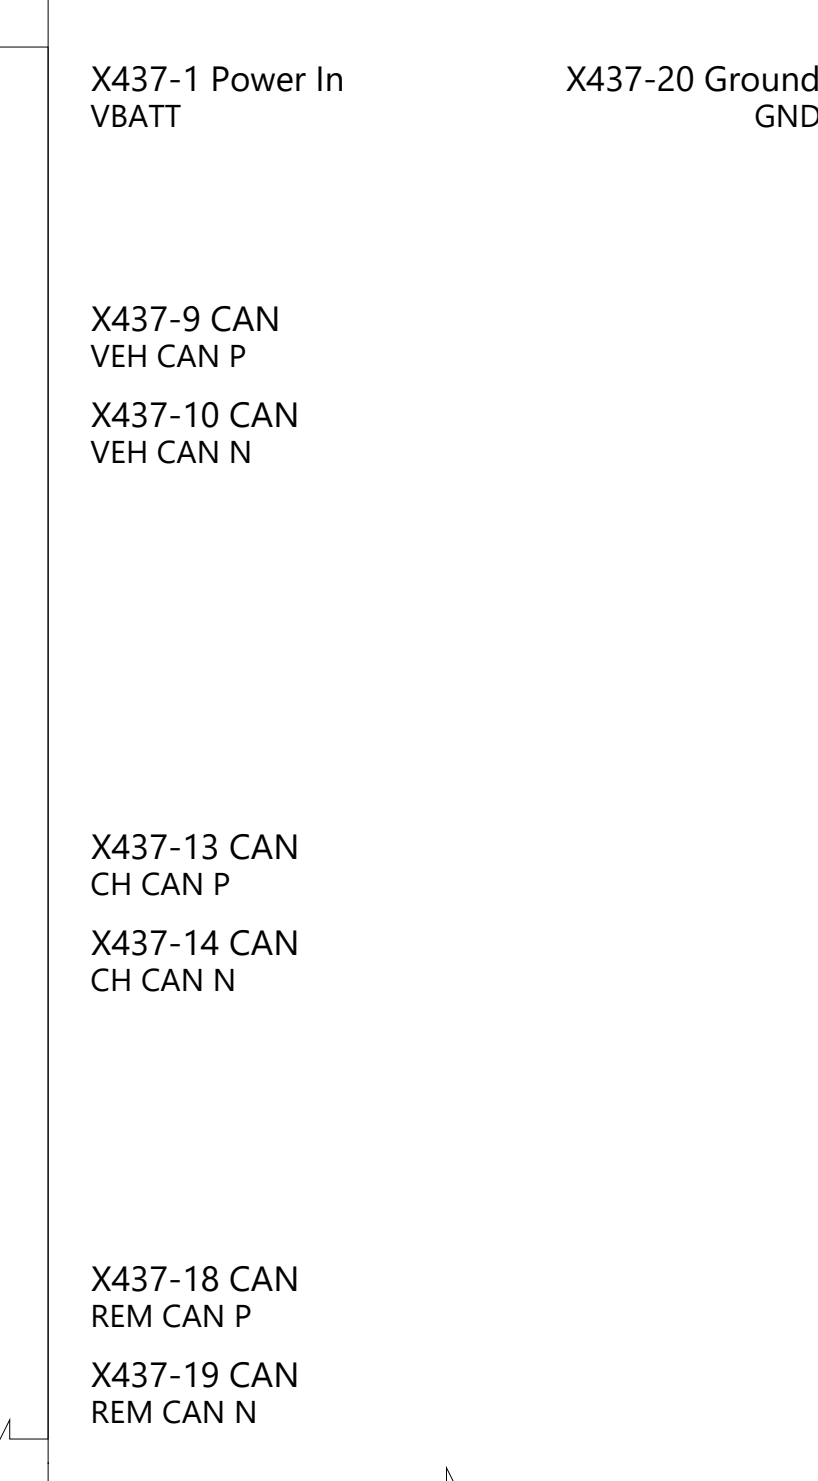 X437-1 Power In
VBATT
X437-20 Ground
GND
X437-9 CAN
VEH CAN P
X437-10 CAN
VEH CAN N
X437-13 CAN
CH CAN P
X437-14 CAN
CH CAN N
X437-18 CAN
REM CAN P
X437-19 CAN
REM CAN N